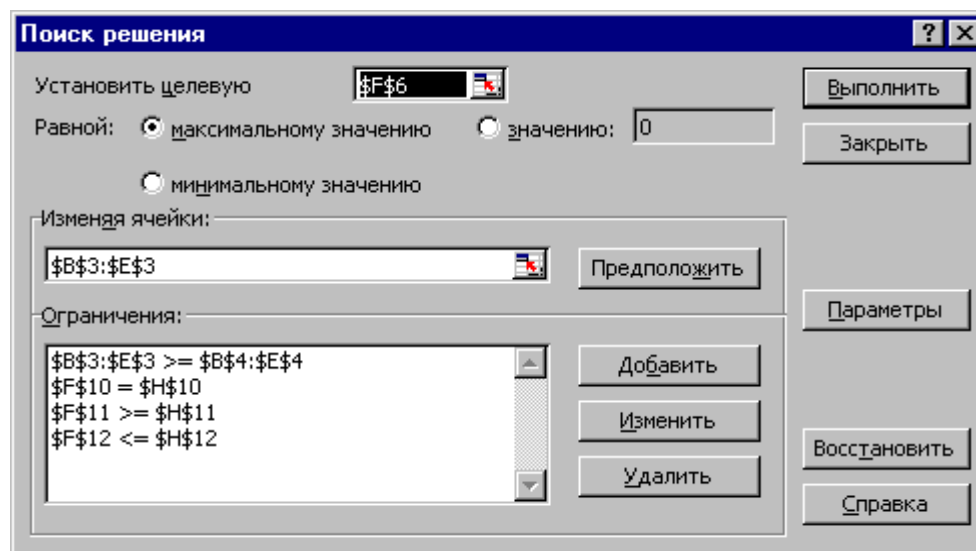 Поиск решения
Установить целевую $F$6
Равной: максимальному значению значению: 0
минимальному значению
Изменяя ячейки:
$B$3:$E$3
Предположить
Ограничения:
$B$3:$E$3 >= $B$4:$E$4
$F$10 = $H$10
$F$11 >= $H$11
$F$12 <= $H$12
Добавить
Изменить
Удалить
Выполнить
Закрыть
Параметры
Восстановить
Справка